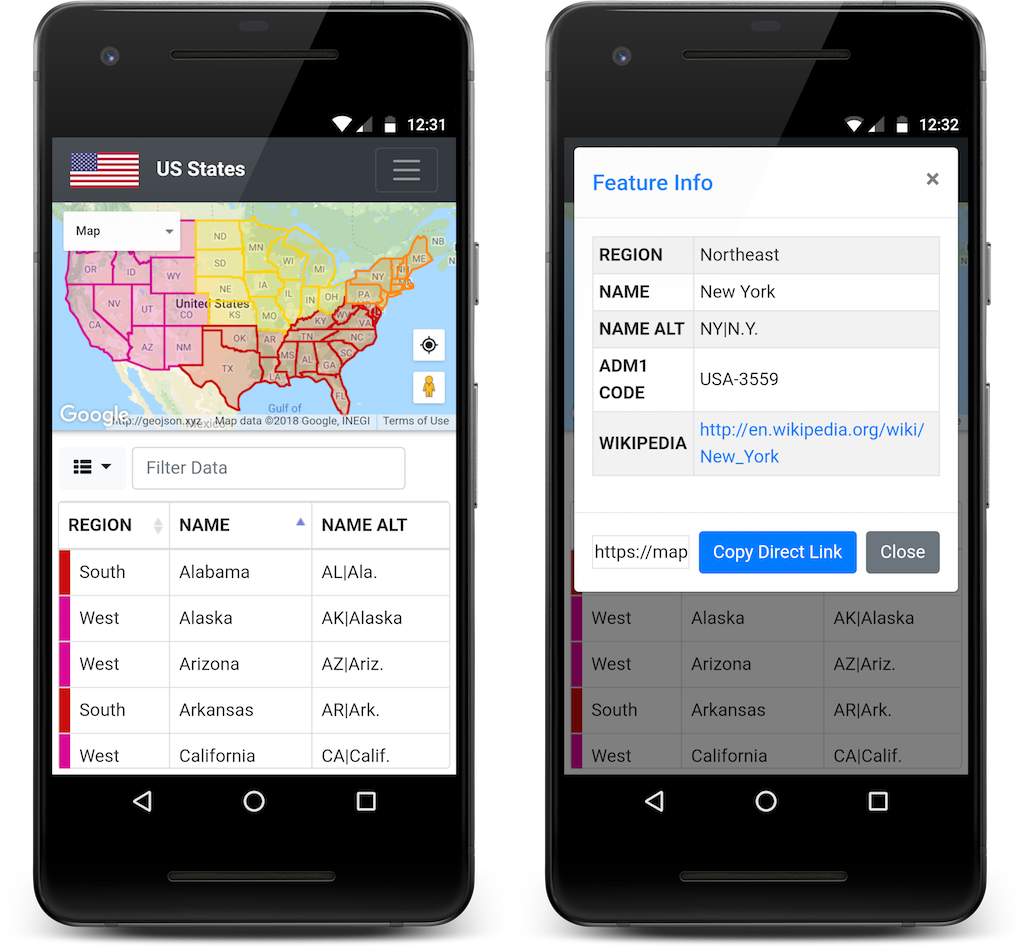 12:31
US States
Map
ND
MN
NB
OR
ID
SD
WI
MI
ME
WY
NY
NH
NE
IA
PA
NV
UT
United States
CO
IL
IN
OH
KS
MO
WV
VA
CA
KY
AZ
NM
OK
AR
TN
NC
TX
MS
AL
SC
GA
LA
FL
Gulf of
Mexico
Google
http://geojson.xyz
Map data ©2018 Google, INEGI
Terms of Use
Filter Data
REGION NAME NAME ALT
South Alabama AL|Ala.
West Alaska AK|Alaska
West Arizona AZ|Ariz.
South Arkansas AR|Ark.
West California CA|Calif.
12:32
Feature Info ×
REGION Northeast
NAME New York
NAME ALT NY|N.Y.
ADM1
CODE
USA-3559
WIKIPEDIA
http://en.wikipedia.org/wiki/
New_York
https://map
Copy Direct Link
Close
West Alaska AK|Alaska
West Arizona AZ|Ariz.
South Arkansas AR|Ark.
West California CA|Calif.